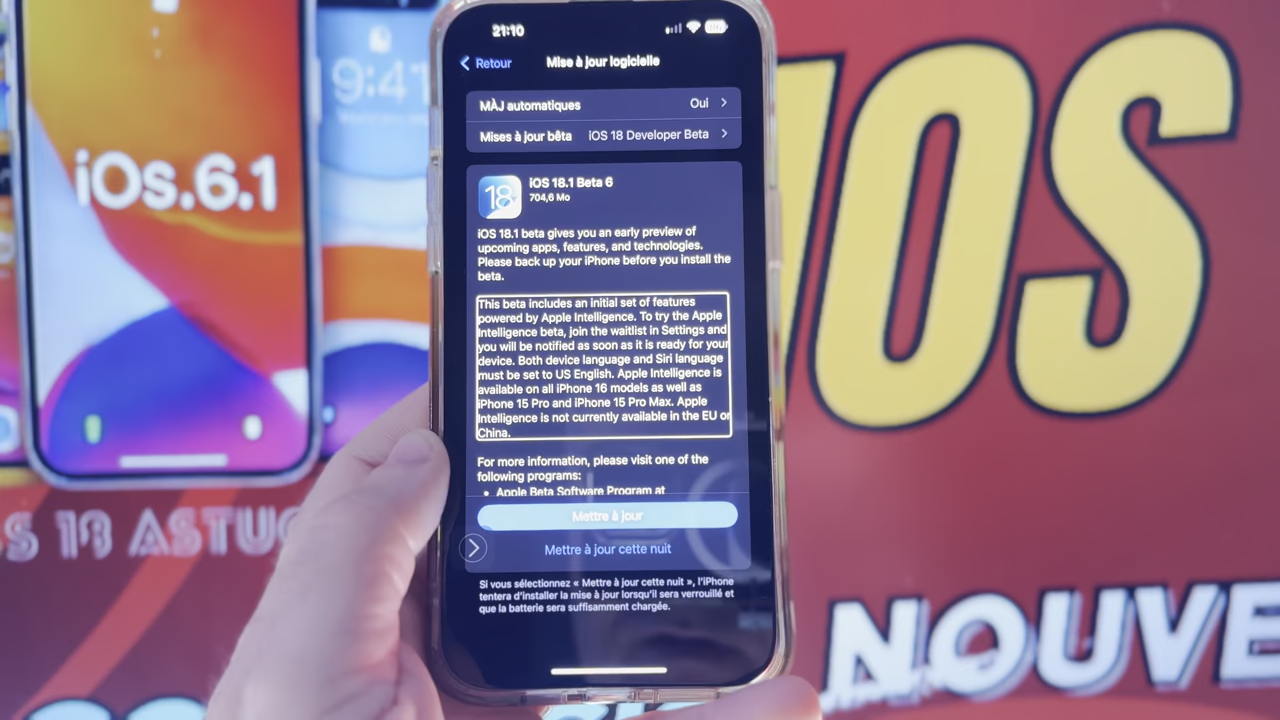 21:10
Retour
Mise à jour logicielle
MÀJ automatiques Oui
Mises à jour bêta iOS 18 Developer Beta
18
iOS 18.1 Beta 6
704,6 Mo
iOS 18.1 beta gives you an early preview of
upcoming apps, features, and technologies.
Please back up your iPhone before you install the
beta.
This beta includes an initial set of features
powered by Apple Intelligence. To try the Apple
Intelligence beta, join the waitlist in Settings and
you will be notified as soon as it is ready for your
device. Both device language and Siri language
must be set to US English. Apple Intelligence is
available on all iPhone 16 models as well as
iPhone 15 Pro and iPhone 15 Pro Max. Apple
Intelligence is not currently available in the EU or
China.
For more information, please visit one of the
following programs:
• Apple Beta Software Program at
Mettre à jour
Mettre à jour cette nuit
Si vous sélectionnez « Mettre à jour cette nuit », l'iPhone
tentera d'installer la mise à jour lorsqu'il sera verrouillé et
que la batterie sera suffisamment chargée.
iOs.6.1
9:41
S 18 ASTUC
IOS
NOUVE